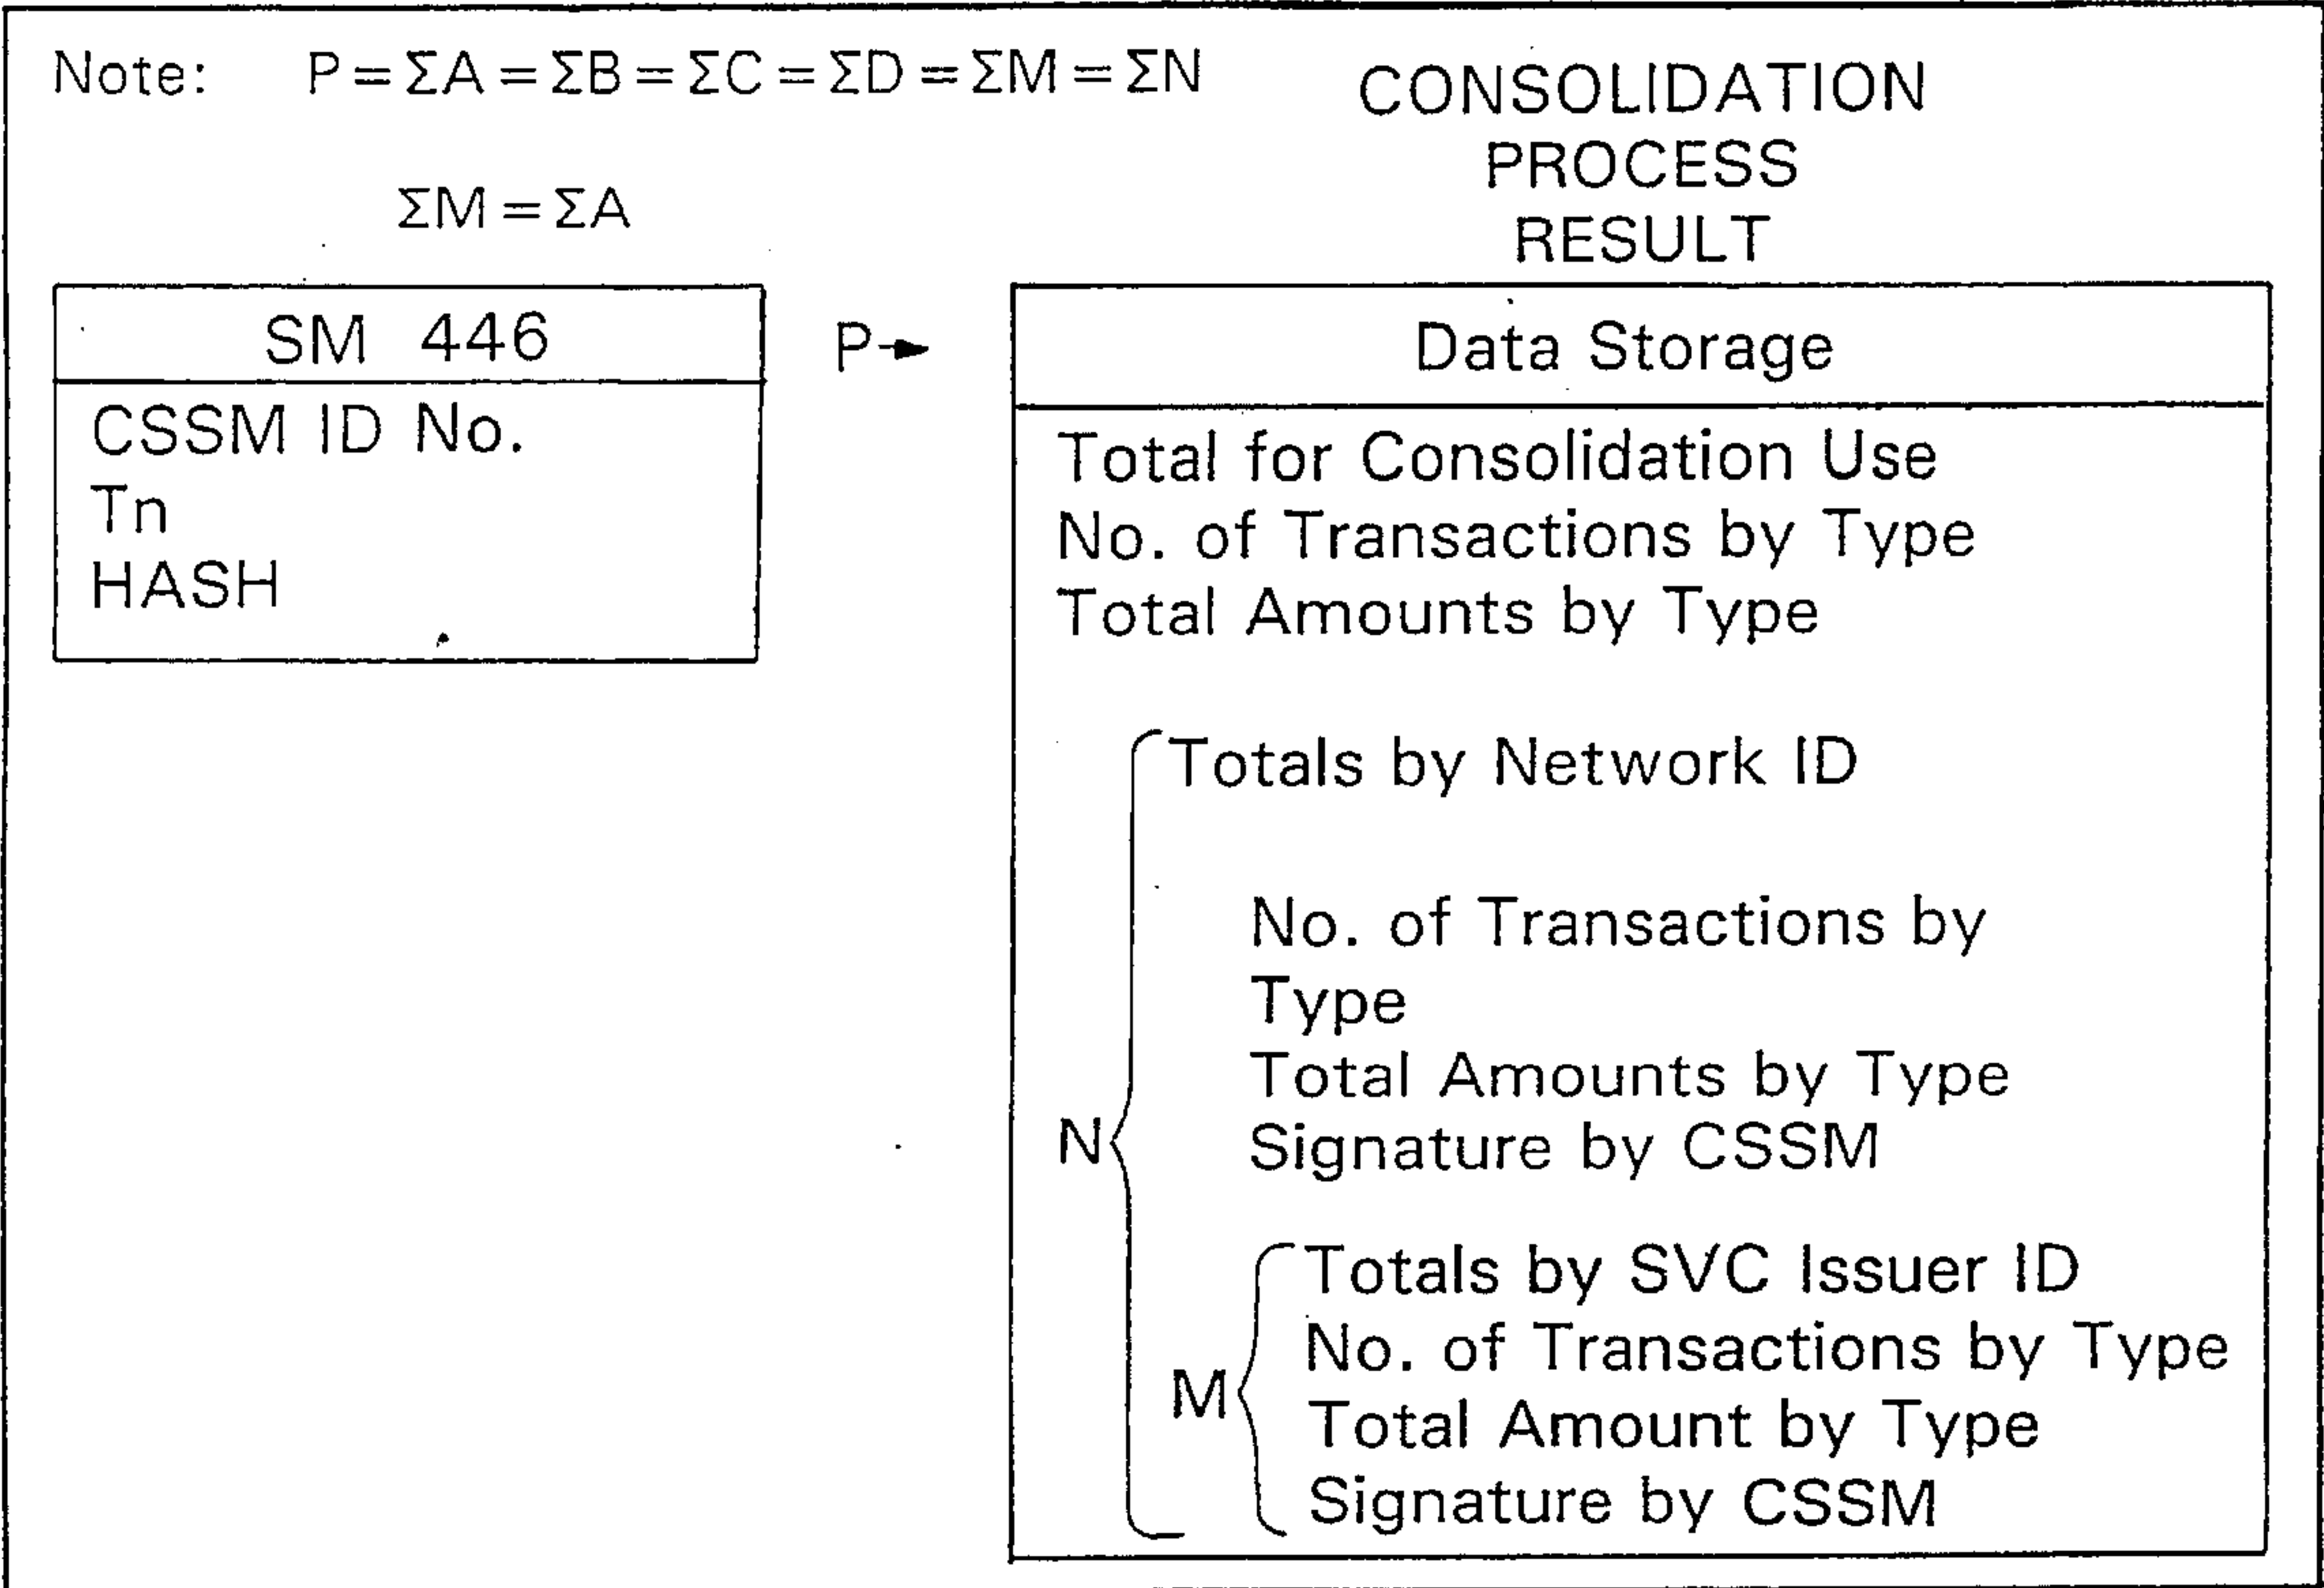 Note: P=ΣA=ΣB=ΣC=ΣD=ΣM=ΣN
ΣM=ΣA
CONSOLIDATION
PROCESS
RESULT
SM 446
CSSM ID No.
Tn
HASH
P
Data Storage
Total for Consolidation Use
No. of Transactions by Type
Total Amounts by Type
Totals by Network ID
No. of Transactions by
Type
Total Amounts by Type
Signature by CSSM
N
Totals by SVC Issuer ID
No. of Transactions by Type
M
Total Amount by Type
Signature by CSSM